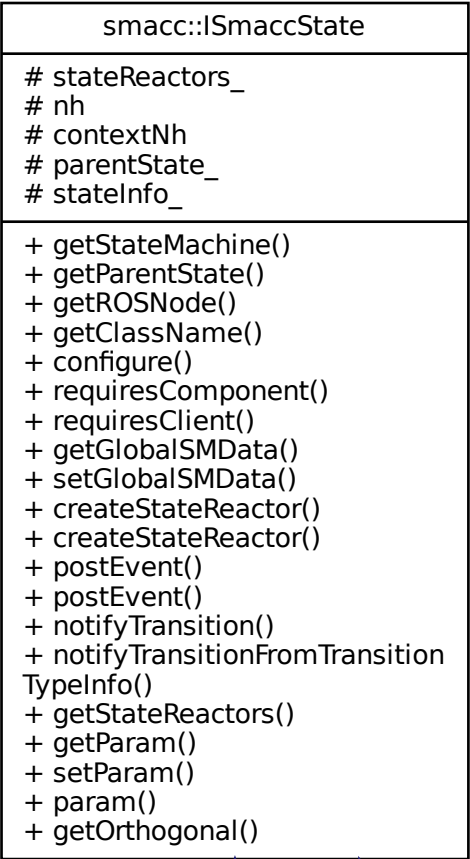 smacc::ISmaccState
# stateReactors_
# nh
# contextNh
# parentState_
# stateInfo_
+ getStateMachine()
+ getParentState()
+ getROSNode()
+ getClassName()
+ configure()
+ requiresComponent()
+ requiresClient()
+ getGlobalSMData()
+ setGlobalSMData()
+ createStateReactor()
+ createStateReactor()
+ postEvent()
+ postEvent()
+ notifyTransition()
+ notifyTransitionFromTransition
TypeInfo()
+ getStateReactors()
+ getParam()
+ setParam()
+ param()
+ getOrthogonal()